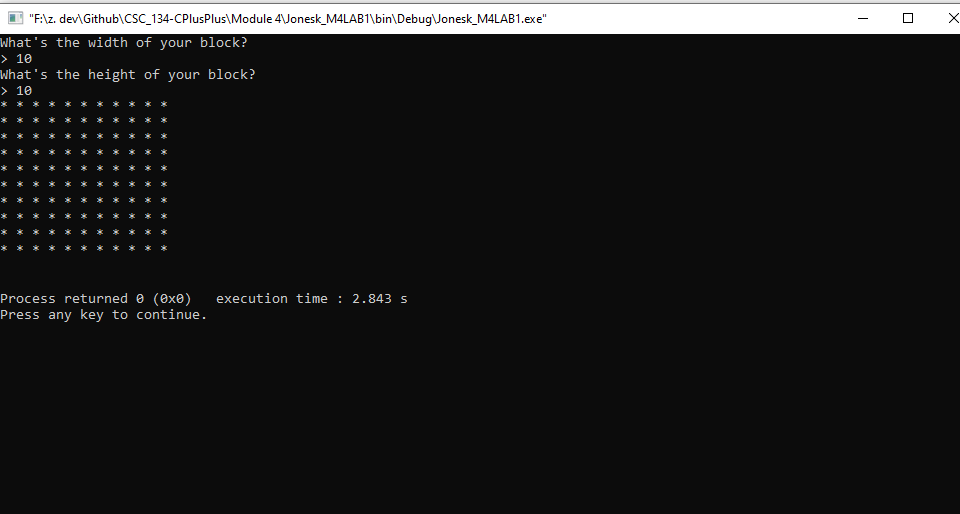 "F:\z. dev\Github\CSC_134-CPlusPlus\Module 4\Jonesk_M4LAB1\bin\Debug\Jonesk_M4LAB1.exe"
What's the width of your block?
> 10
What's the height of your block?
> 10
* * * * * * * * * * *
* * * * * * * * * * *
* * * * * * * * * * *
* * * * * * * * * * *
* * * * * * * * * * *
* * * * * * * * * * *
* * * * * * * * * * *
* * * * * * * * * * *
* * * * * * * * * * *
* * * * * * * * * * *
Process returned 0 (0x0)   execution time : 2.843 s
Press any key to continue.